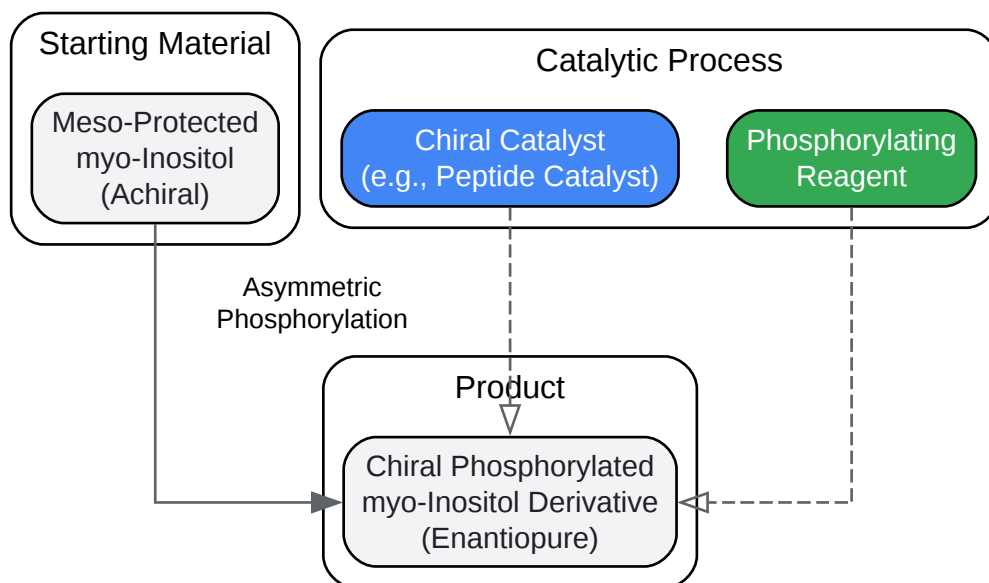 Starting Material
Meso-Protected
myo-Inositol
(Achiral)
Catalytic Process
Chiral Catalyst
(e.g., Peptide Catalyst)
Phosphorylating
Reagent
Asymmetric
Phosphorylation
Product
Chiral Phosphorylated
myo-Inositol Derivative
(Enantiopure)